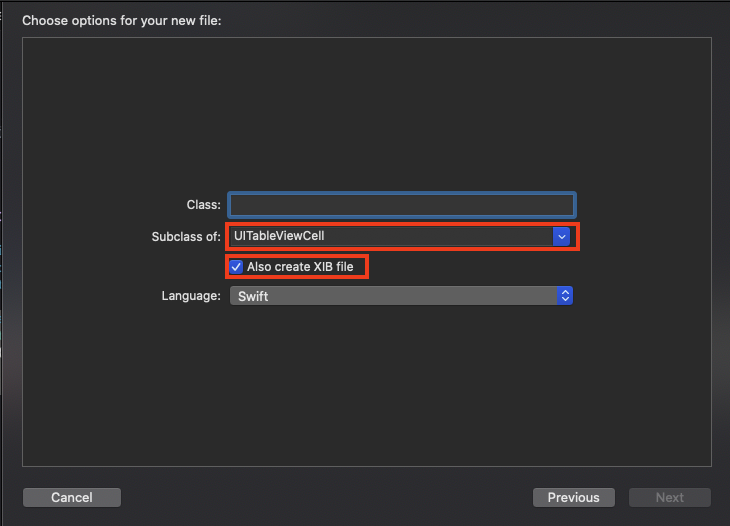 Choose options for your new file:
Class:
Subclass of: UITableViewCell
Also create XIB file
Language: Swift
Cancel Previous Next